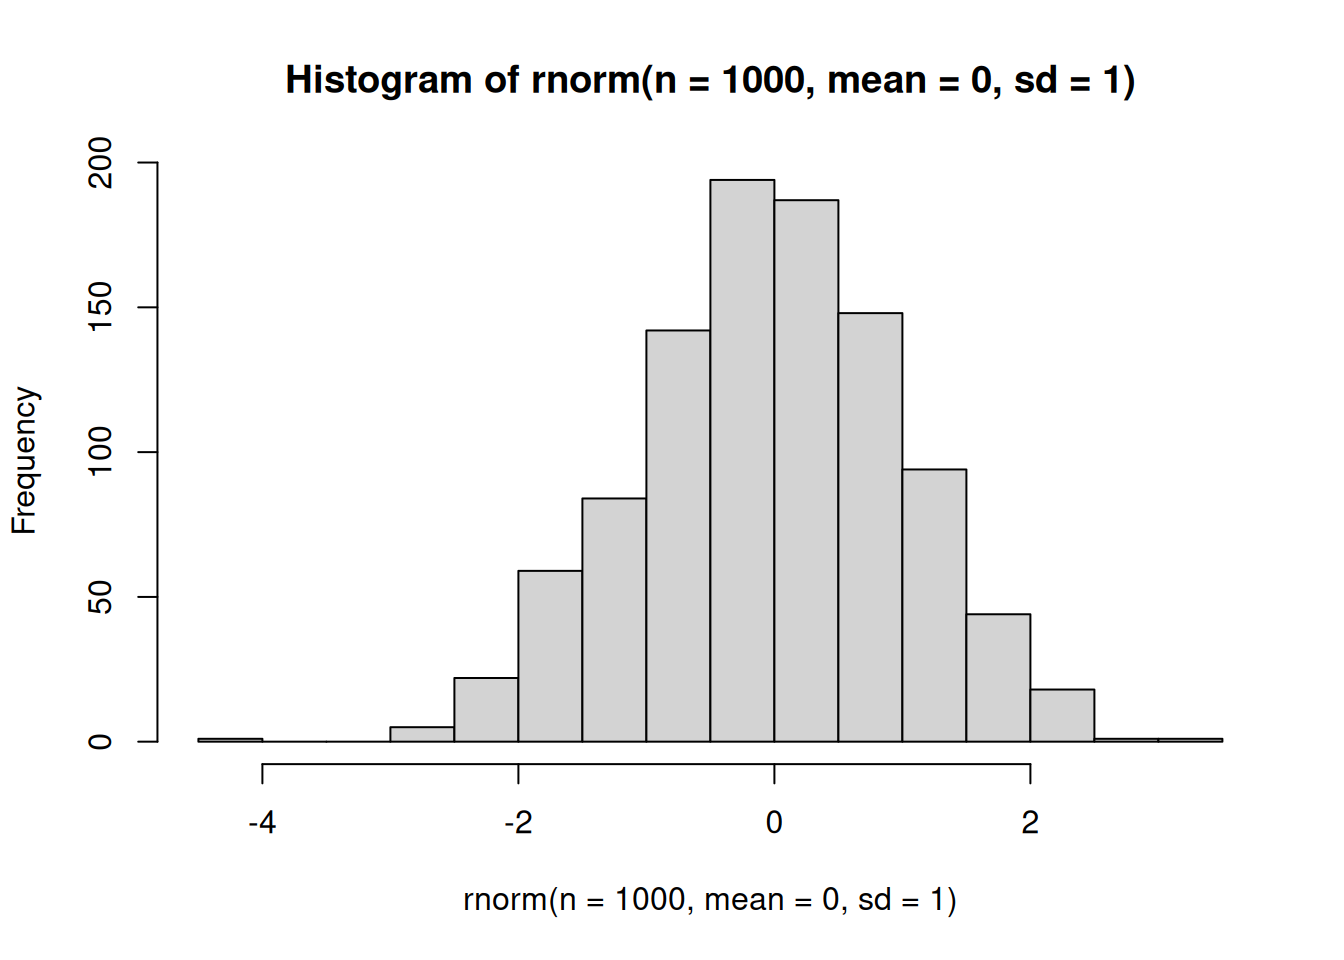 Histogram of rnorm(n = 1000, mean = 0, sd = 1)
200
150
100
50
0
Frequency
-4 -2 0 2
rnorm(n = 1000, mean = 0, sd = 1)